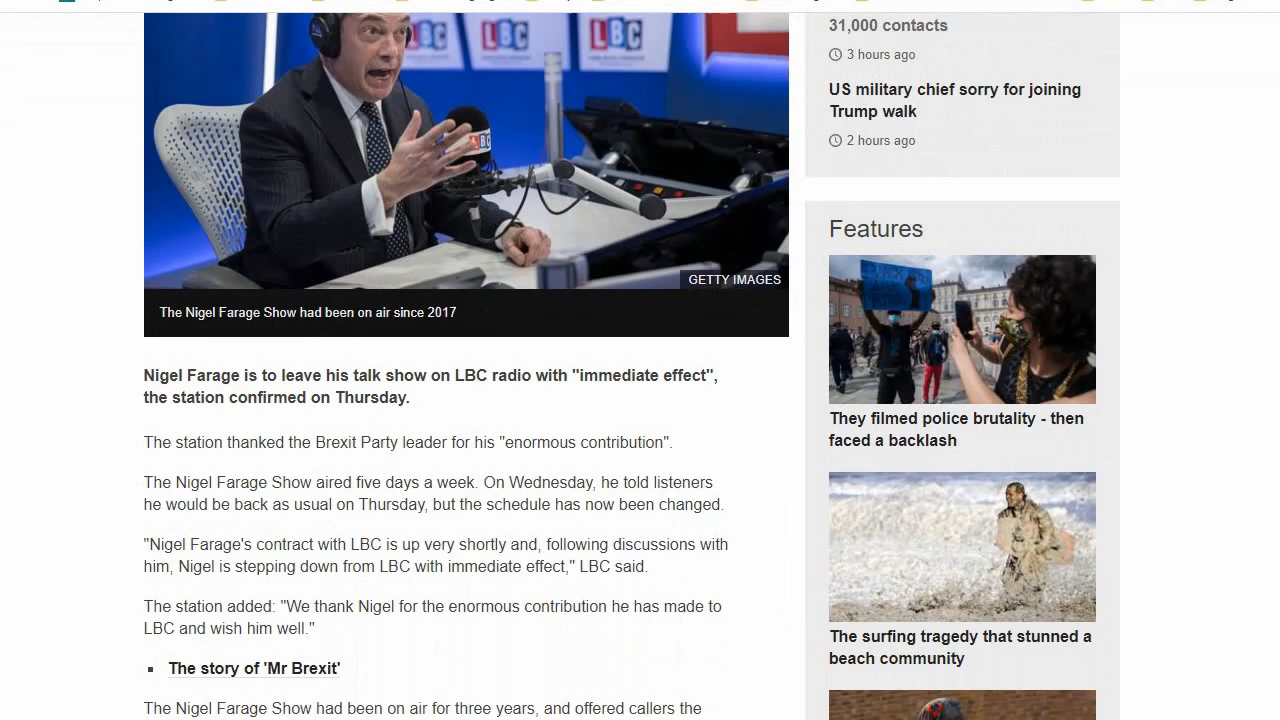 LBC
LBC
LBC
GETTY IMAGES
The Nigel Farage Show had been on air since 2017
Nigel Farage is to leave his talk show on LBC radio with "immediate effect",
the station confirmed on Thursday.
The station thanked the Brexit Party leader for his "enormous contribution".
The Nigel Farage Show aired five days a week. On Wednesday, he told listeners
he would be back as usual on Thursday, but the schedule has now been changed.
"Nigel Farage's contract with LBC is up very shortly and, following discussions with
him, Nigel is stepping down from LBC with immediate effect," LBC said.
The station added: "We thank Nigel for the enormous contribution he has made to
LBC and wish him well."
The story of 'Mr Brexit'
The Nigel Farage Show had been on air for three years, and offered callers the
31,000 contacts
3 hours ago
US military chief sorry for joining
Trump walk
2 hours ago
Features
They filmed police brutality - then
faced a backlash
The surfing tragedy that stunned a
beach community